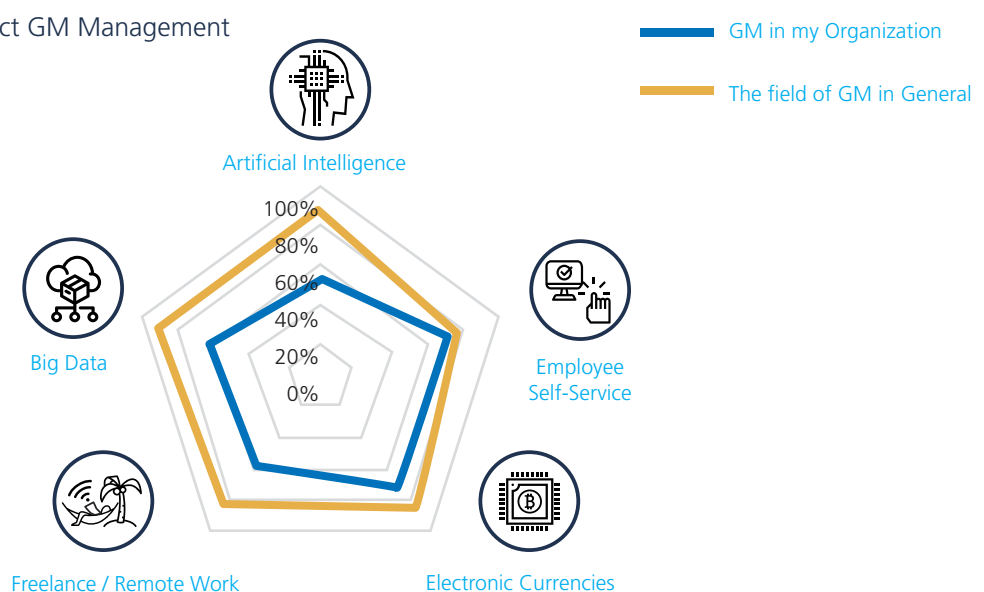 ct GM Management
GM in my Organization
The field of GM in General
Artificial Intelligence
100%
80%
60%
40%
20%
0%
Big Data
Employee
Self-Service
Freelance / Remote Work
Electronic Currencies